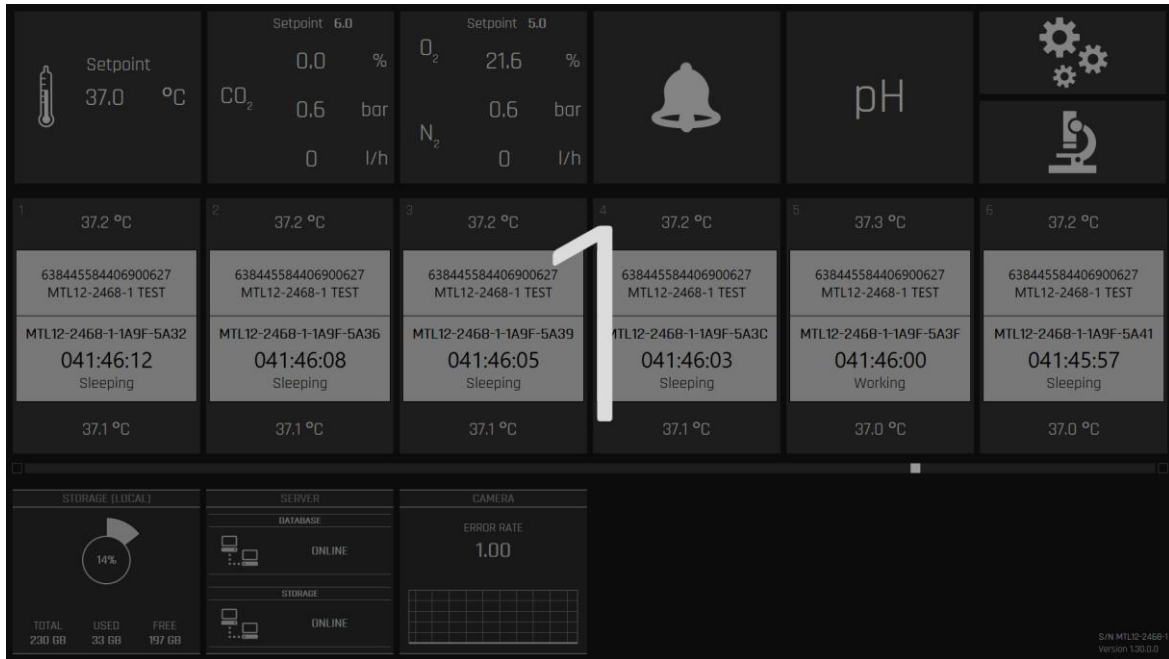 Setpoint
37.0 °C
Setpoint 6.0
CO2
0.0 %
0.6 bar
0 l/h
Setpoint 5.0
O2 21.6 %
0.6 bar
N2
0 l/h
pH
1 37.2 °C
638445584406900627
MTL12-2468-1 TEST
MTL12-2468-1-1A9F-5A32
041:46:12
Sleeping
37.1 °C
2 37.2 °C
638445584406900627
MTL12-2468-1 TEST
MTL12-2468-1-1A9F-5A36
041:46:08
Sleeping
37.1 °C
3 37.2 °C
638445584406900627
MTL12-2468-1 TEST
MTL12-2468-1-1A9F-5A39
041:46:05
Sleeping
37.1 °C
1
4 37.2 °C
638445584406900627
MTL12-2468-1 TEST
MTL12-2468-1-1A9F-5A3C
041:46:03
Sleeping
37.1 °C
5 37.3 °C
638445584406900627
MTL12-2468-1 TEST
MTL12-2468-1-1A9F-5A3F
041:46:00
Working
37.0 °C
6 37.2 °C
638445584406900627
MTL12-2468-1 TEST
MTL12-2468-1-1A9F-5A41
041:45:57
Sleeping
37.0 °C
STORAGE (LOCAL)
14%
TOTAL USED FREE
230 GB 33 GB 197 GB
SERVER
DATABASE
ONLINE
STORAGE
ONLINE
CAMERA
ERROR RATE
1.00
S/N MTL12-2468-1
Version 1.30.0.0